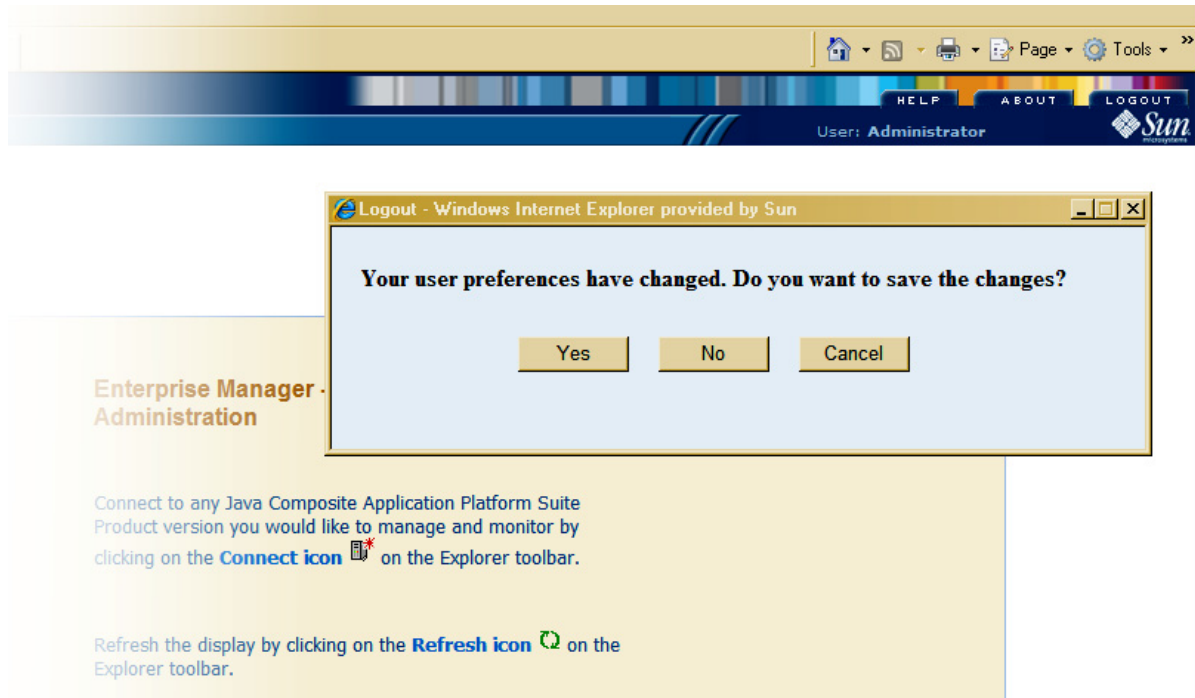 Page Tools »
HELP ABOUT LOGOUT
User: Administrator
Sun
microsystems
Logout - Windows Internet Explorer provided by Sun
Your user preferences have changed. Do you want to save the changes?
Yes No Cancel
Enterprise Manager -
Administration
Connect to any Java Composite Application Platform Suite
Product version you would like to manage and monitor by
clicking on the Connect icon on the Explorer toolbar.
Refresh the display by clicking on the Refresh icon on the
Explorer toolbar.